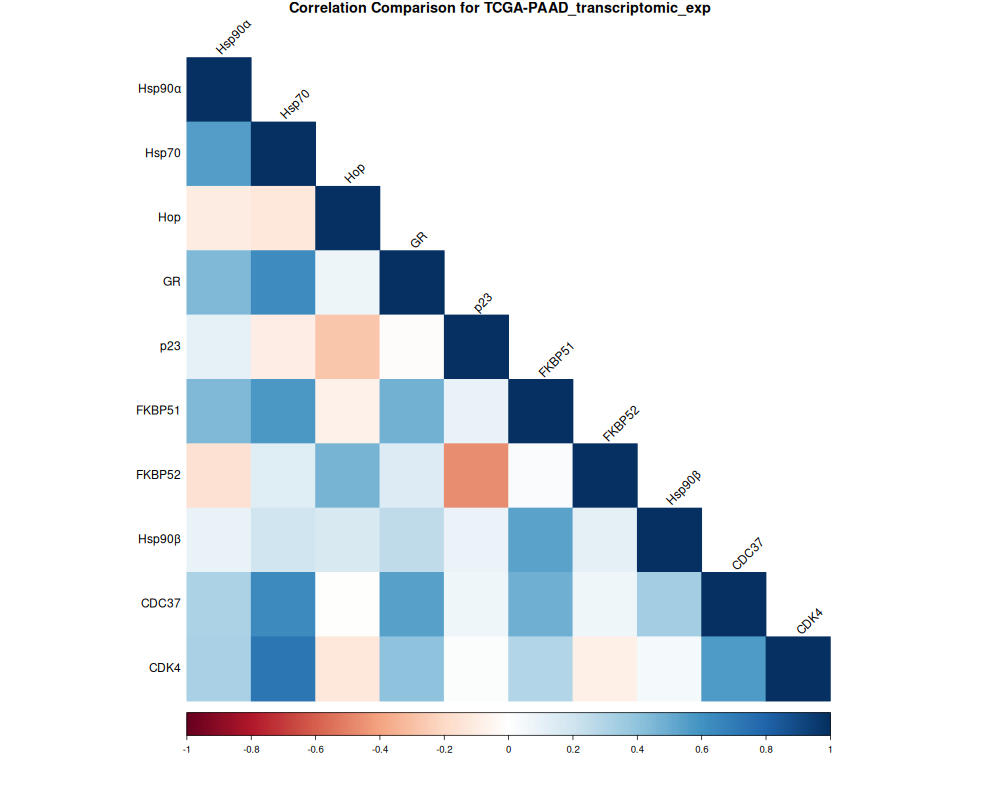 Correlation Comparison for TCGA-PAAD_transcriptomic_exp
Hsp90α
Hsp90α
Hsp70
Hsp70
Hop
Hop
GR
GR
p23
p23
FKBP51
FKBP51
FKBP52
FKBP52
Hsp90β
Hsp90β
CDC37
CDC37
CDK4
CDK4
-1 -0.8 -0.6 -0.4 -0.2 0 0.2 0.4 0.6 0.8 1